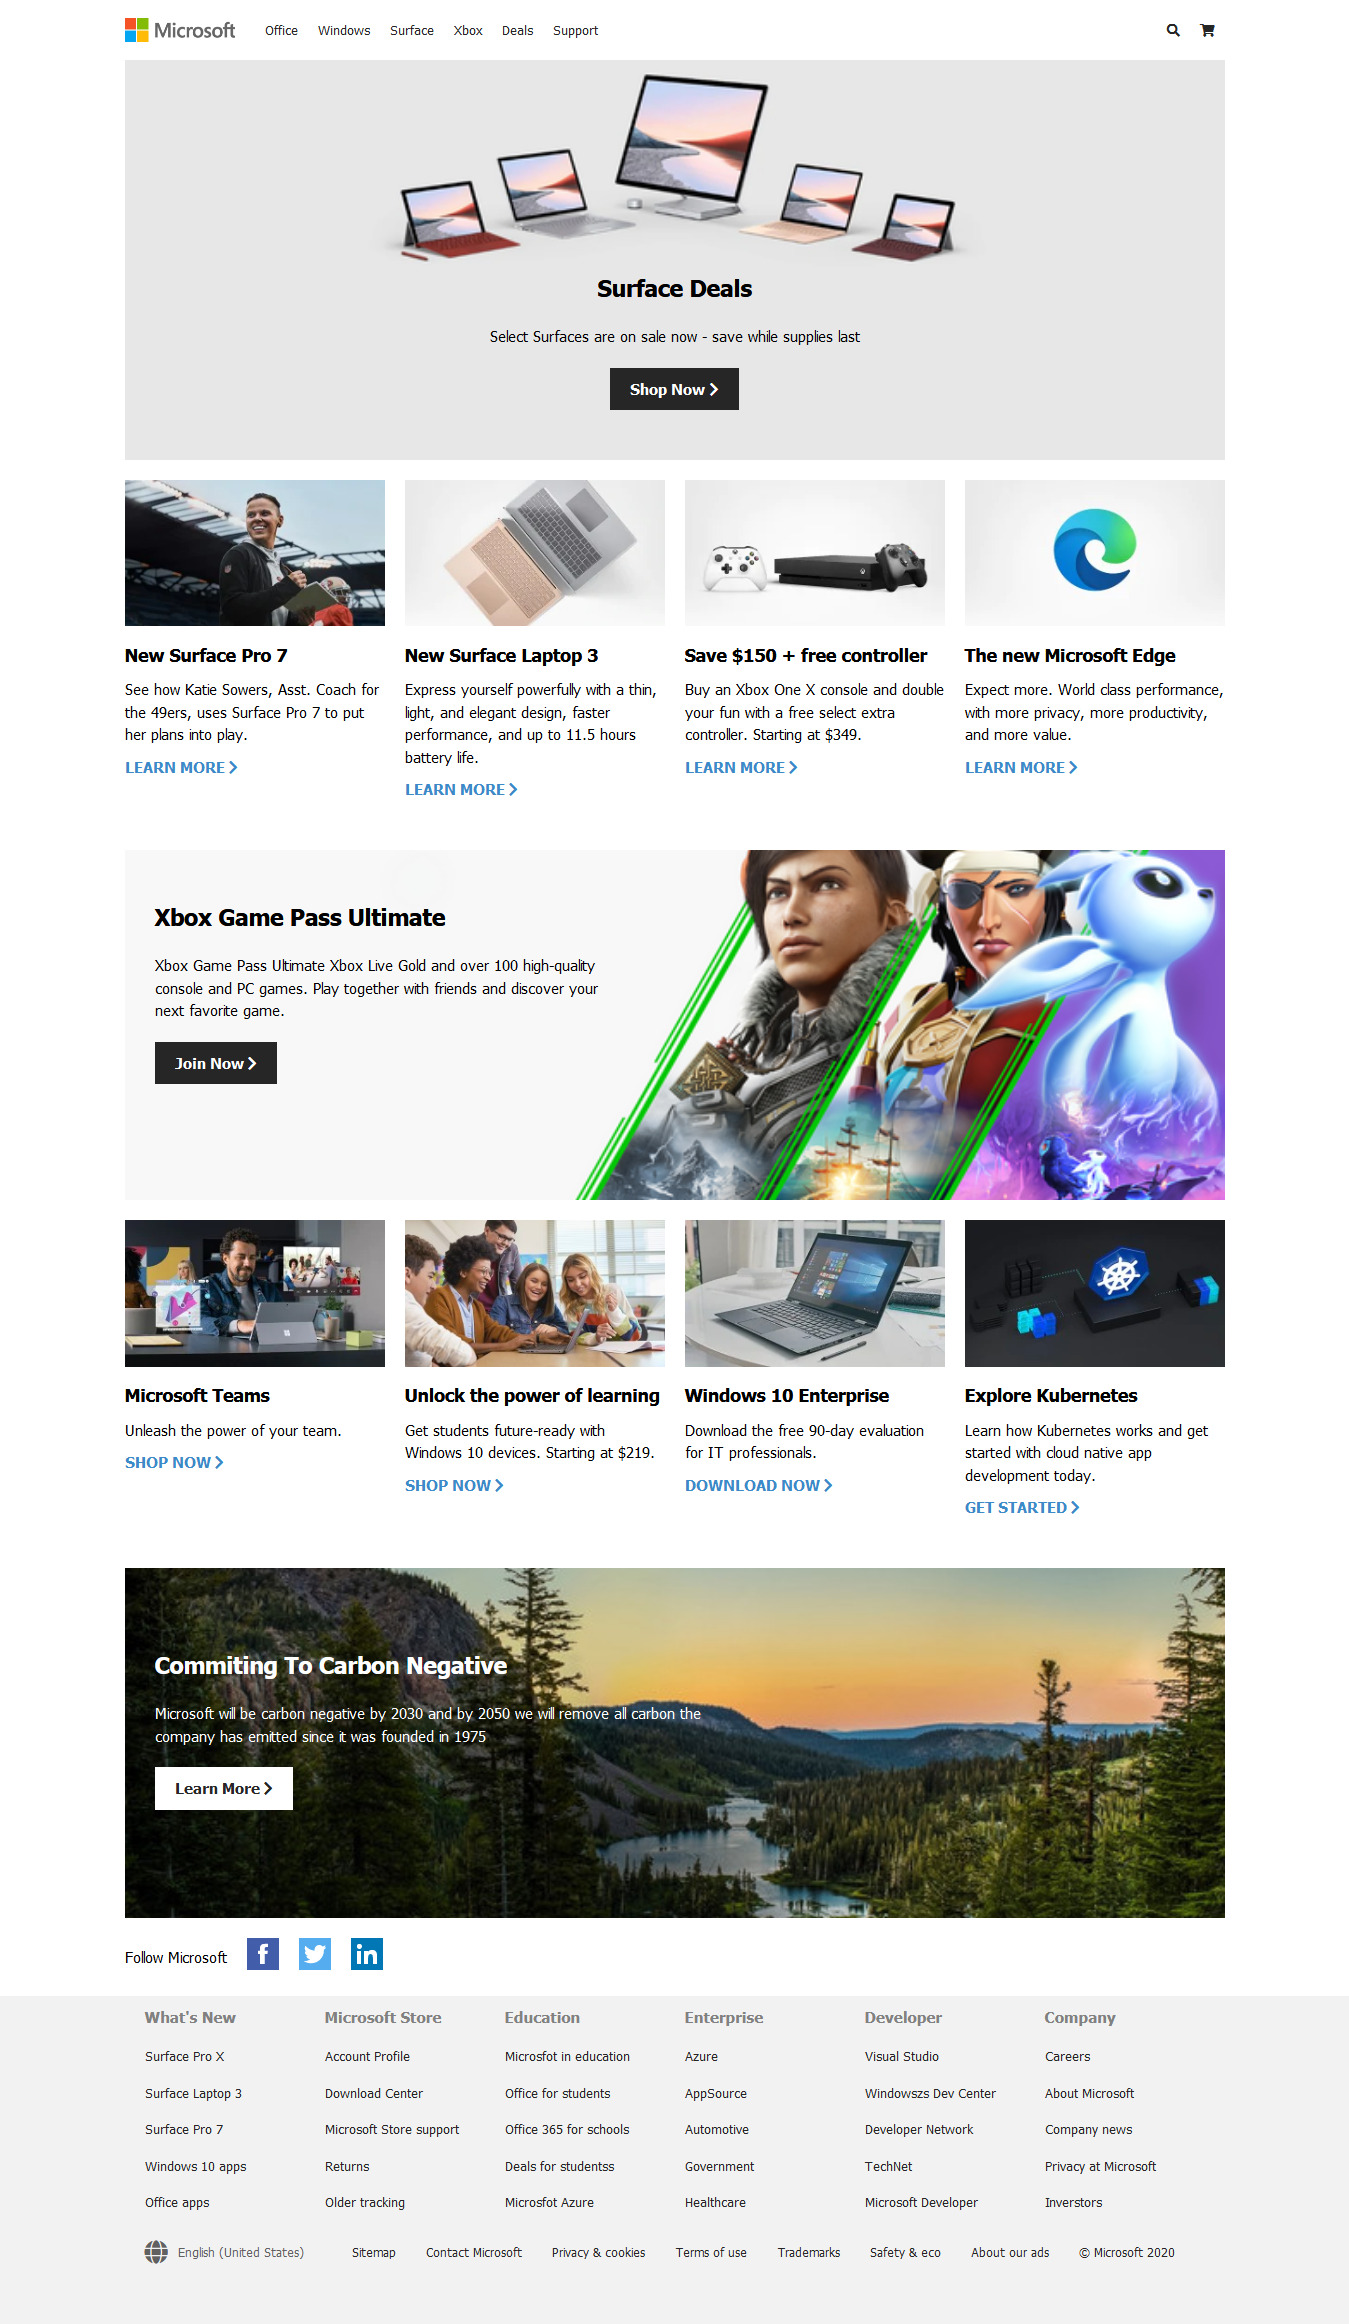 Microsoft Office Windows Surface Xbox Deals Support
Surface Deals
Select Surfaces are on sale now - save while supplies last
Shop Now
New Surface Pro 7
See how Katie Sowers, Asst. Coach for
the 49ers, uses Surface Pro 7 to put
her plans into play.
LEARN MORE
New Surface Laptop 3
Express yourself powerfully with a thin,
light, and elegant design, faster
performance, and up to 11.5 hours
battery life.
LEARN MORE
Save $150 + free controller
Buy an Xbox One X console and double
your fun with a free select extra
controller. Starting at $349.
LEARN MORE
The new Microsoft Edge
Expect more. World class performance,
with more privacy, more productivity,
and more value.
LEARN MORE
Xbox Game Pass Ultimate
Xbox Game Pass Ultimate Xbox Live Gold and over 100 high-quality
console and PC games. Play together with friends and discover your
next favorite game.
Join Now
Microsoft Teams
Unleash the power of your team.
SHOP NOW
Unlock the power of learning
Get students future-ready with
Windows 10 devices. Starting at $219.
SHOP NOW
Windows 10 Enterprise
Download the free 90-day evaluation
for IT professionals.
DOWNLOAD NOW
Explore Kubernetes
Learn how Kubernetes works and get
started with cloud native app
development today.
GET STARTED
Commiting To Carbon Negative
Microsoft will be carbon negative by 2030 and by 2050 we will remove all carbon the
company has emitted since it was founded in 1975
Learn More
Follow Microsoft
What's New
Surface Pro X
Surface Laptop 3
Surface Pro 7
Windows 10 apps
Office apps
Microsoft Store
Account Profile
Download Center
Microsoft Store support
Returns
Older tracking
Education
Microsfot in education
Office for students
Office 365 for schools
Deals for studentss
Microsfot Azure
Enterprise
Azure
AppSource
Automotive
Government
Healthcare
Developer
Visual Studio
Windowszs Dev Center
Developer Network
TechNet
Microsoft Developer
Company
Careers
About Microsoft
Company news
Privacy at Microsoft
Inverstors
English (United States) Sitemap Contact Microsoft Privacy & cookies Terms of use Trademarks Safety & eco About our ads © Microsoft 2020